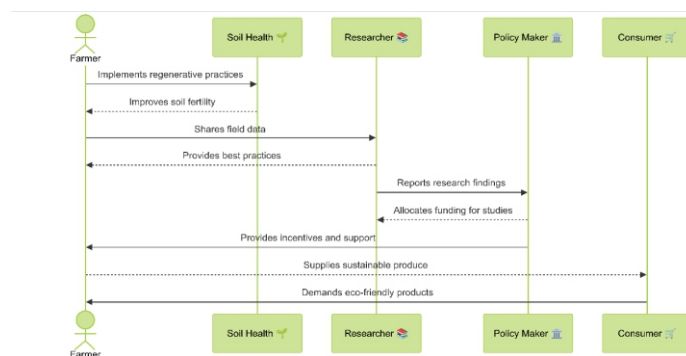 Farmer
Soil Health 🌱
Researcher 📚
Policy Maker 🏛️
Consumer 🛒
Implements regenerative practices
Improves soil fertility
Shares field data
Provides best practices
Reports research findings
Allocates funding for studies
Provides incentives and support
Supplies sustainable produce
Demands eco-friendly products
Farmer
Soil Health 🌱
Researcher 📚
Policy Maker 🏛️
Consumer 🛒